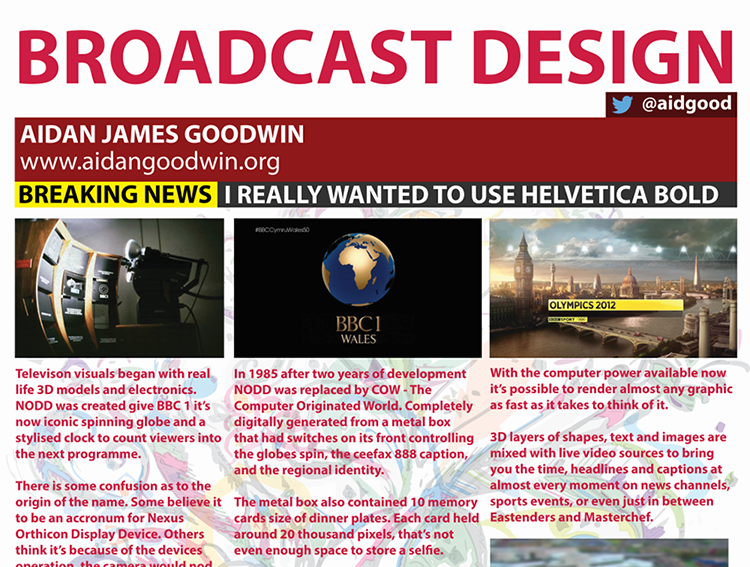 BROADCAST DESIGN
@aidgood
AIDAN JAMES GOODWIN
www.aidangoodwin.org
BREAKING NEWS I REALLY WANTED TO USE HELVETICA BOLD
#BBCCymruWales50
BBC 1
WALES
OLYMPICS 2012
Televison visuals began with real
life 3D models and electronics.
NODD was created give BBC 1 it's
now iconic spinning globe and a
stylised clock to count viewers into
the next programme.
There is some confusion as to the
origin of the name. Some believe it
to be an accronum for Nexus
Orthicon Display Device. Others
think it's because of the devices
operation, the camera would nod
In 1985 after two years of development
NODD was replaced by COW - The
Computer Originated World. Completely
digitally generated from a metal box
that had switches on its front controlling
the globes spin, the ceefax 888 caption,
and the regional identity.
The metal box also contained 10 memory
cards size of dinner plates. Each card held
around 20 thousand pixels, that's not
even enough space to store a selfie.
With the computer power available now
it's possible to render almost any graphic
as fast as it takes to think of it.
3D layers of shapes, text and images are
mixed with live video sources to bring
you the time, headlines and captions at
almost every moment on news channels,
sports events, or even just in between
Eastenders and Masterchef.